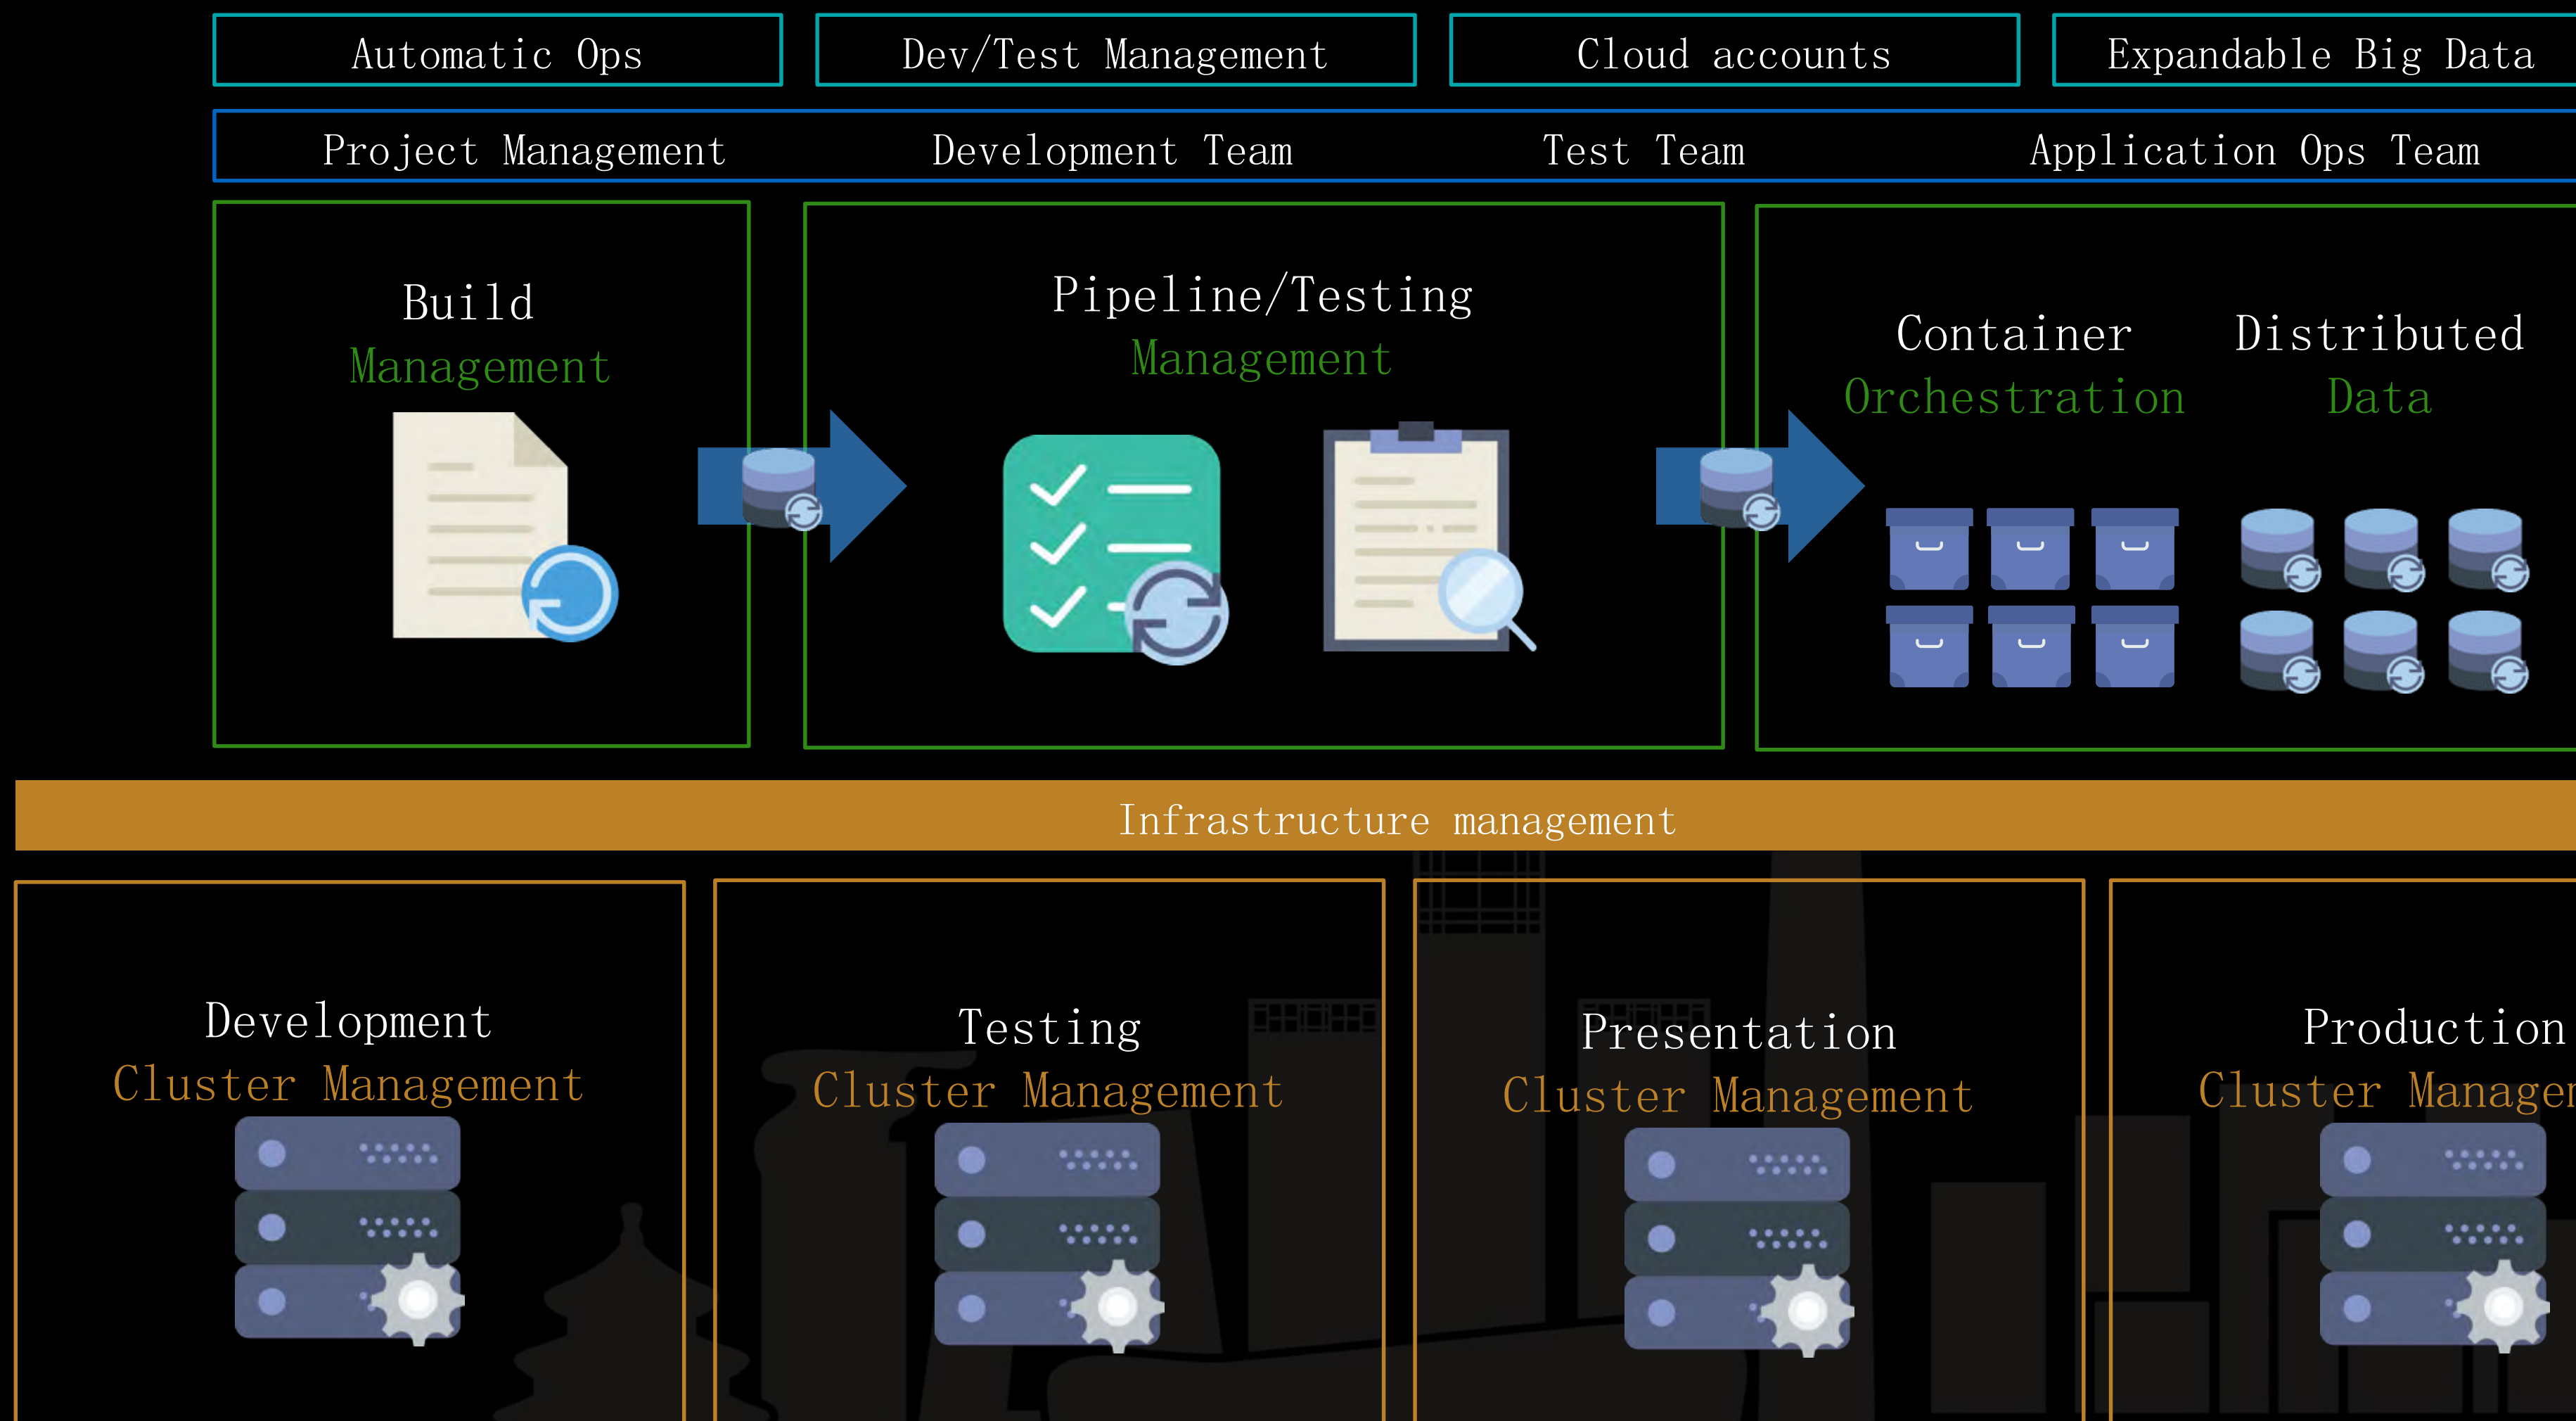 Automatic Ops
Dev/Test Management
Cloud accounts
Expandable Big Data
Project Management
Development Team
Test Team
Application Ops Team
Build
Management
Pipeline/Testing
Management
Container
Orchestration
Distributed
Data
Infrastructure management
Development
Cluster Management
Testing
Cluster Management
Presentation
Cluster Management
Production
Cluster